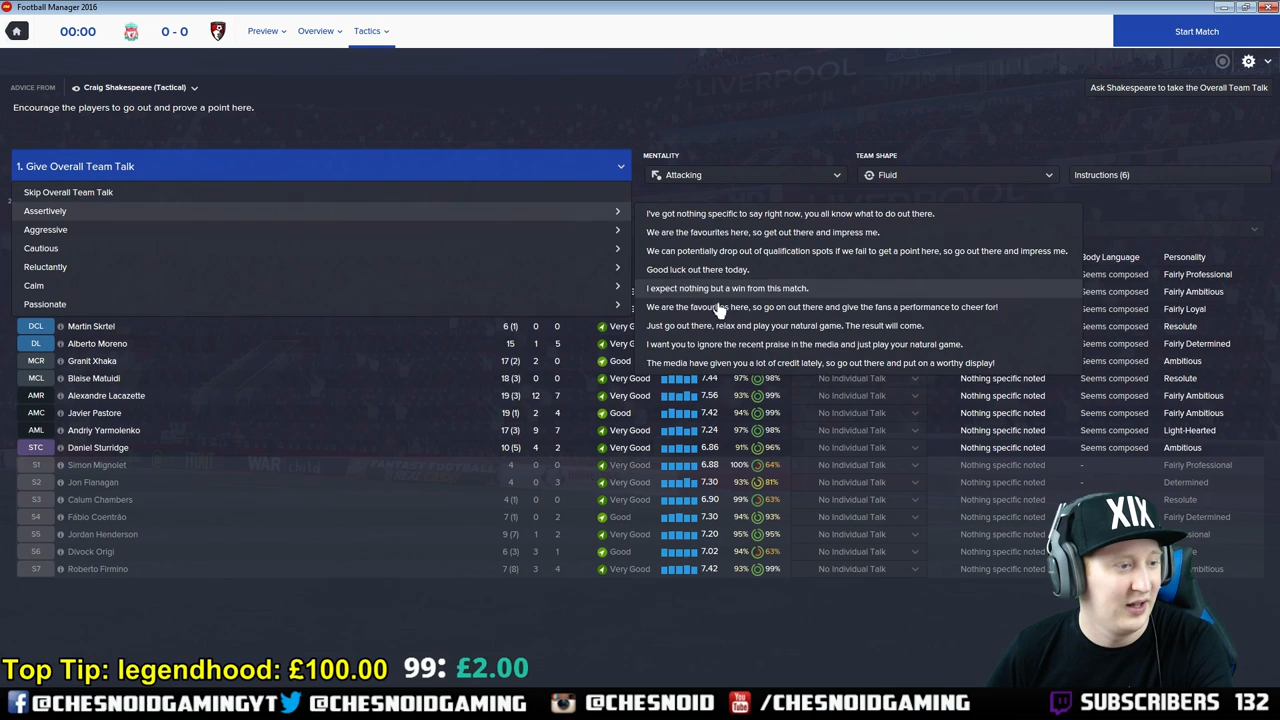 Football Manager 2016
00:00 0 - 0 Preview Overview Tactics Start Match
LIVERPOOL
ADVICE FROM Craig Shakespeare (Tactical) Ask Shakespeare to take the Overall Team Talk
Encourage the players to go out and prove a point here.
1. Give Overall Team Talk
MENTALITY TEAM SHAPE
Attacking Fluid Instructions (6)
Skip Overall Team Talk
Assertively
Aggressive
Cautious
Reluctantly
Calm
Passionate
I've got nothing specific to say right now, you all know what to do out there.
We are the favourites here, so get out there and impress me.
We can potentially drop out of qualification spots if we fail to get a point here, so go out there and impress me.
Good luck out there today.
I expect nothing but a win from this match.
We are the favourites here, so go on out there and give the fans a performance to cheer for!
Just go out there, relax and play your natural game. The result will come.
I want you to ignore the recent praise in the media and just play your natural game.
The media have given you a lot of credit lately, so go out there and put on a worthy display!
Body Language Personality
Seems composed Fairly Professional
Seems composed Fairly Ambitious
Seems composed Fairly Loyal
DCL Martin Skrtel 6 (1) 0 0 Very G Seems composed Resolute
DL Alberto Moreno 15 1 5 Very G Seems composed Fairly Determined
MCR Granit Xhaka 17 (2) 2 0 Good Seems composed Ambitious
MCL Blaise Matuidi 18 (3) 0 0 Very Good 7.44 97% 98% No Individual Talk Nothing specific noted Seems composed Resolute
AMR Alexandre Lacazette 19 (3) 12 7 Very Good 7.56 93% 99% No Individual Talk Nothing specific noted Seems composed Fairly Ambitious
AMC Javier Pastore 19 (1) 2 4 Good 7.42 94% 99% No Individual Talk Nothing specific noted Seems composed Fairly Ambitious
AML Andriy Yarmolenko 17 (3) 9 7 Very Good 7.24 97% 98% No Individual Talk Nothing specific noted Seems composed Light-Hearted
STC Daniel Sturridge 10 (5) 4 2 Very Good 6.86 91% 96% No Individual Talk Nothing specific noted Seems composed Ambitious
S1 Simon Mignolet 4 0 0 Very Good 6.88 100% 64% No Individual Talk Nothing specific noted - Fairly Professional
S2 Jon Flanagan 4 0 3 Very Good 7.30 93% 81% No Individual Talk Nothing specific noted - Determined
S3 Calum Chambers 4 (1) 0 0 Very Good 6.90 99% 63% No Individual Talk Nothing specific noted - Resolute
S4 Fábio Coentrão 7 (1) 0 2 Good 7.30 94% 93% No Individual Talk Nothing specific noted Fairly Determined
S5 Jordan Henderson 9 (7) 1 2 Very Good 7.20 95% 95% No Individual Talk Nothing specific noted
S6 Divock Origi 6 (3) 3 1 Good 7.02 94% 63% No Individual Talk Nothing specific noted
S7 Roberto Firmino 7 (8) 3 4 Very Good 7.42 93% 99% No Individual Talk Nothing specific noted
XIX
Top Tip: legendhood: £100.00 99: £2.00
@CHESNOIDGAMINGYT @CHESNOIDGAMING @CHESNOID /CHESNOIDGAMING SUBSCRIBERS 132